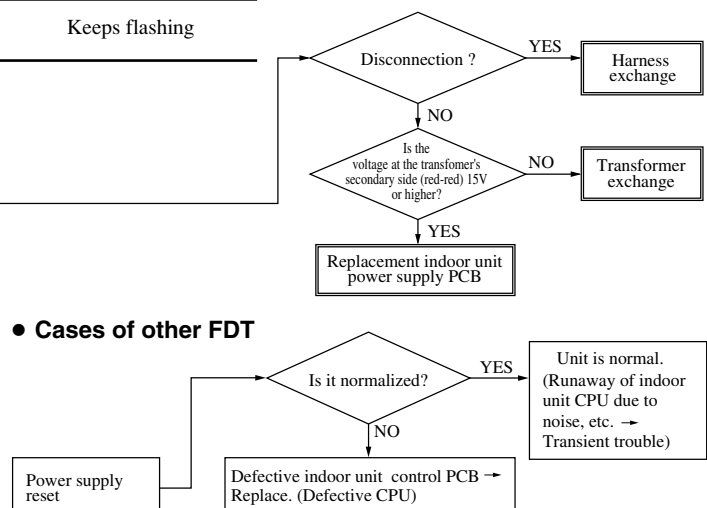 Keeps flashing
Disconnection ?
YES
Harness
exchange
NO
Is the
voltage at the transfomer's
secondary side (red-red) 15V
or higher?
NO
Transformer
exchange
YES
Replacement indoor unit
power supply PCB
● Cases of other FDT
Is it normalized?
YES
Unit is normal.
(Runaway of indoor
unit CPU due to
noise, etc. →
Transient trouble)
NO
Power supply
reset
Defective indoor unit control PCB →
Replace. (Defective CPU)